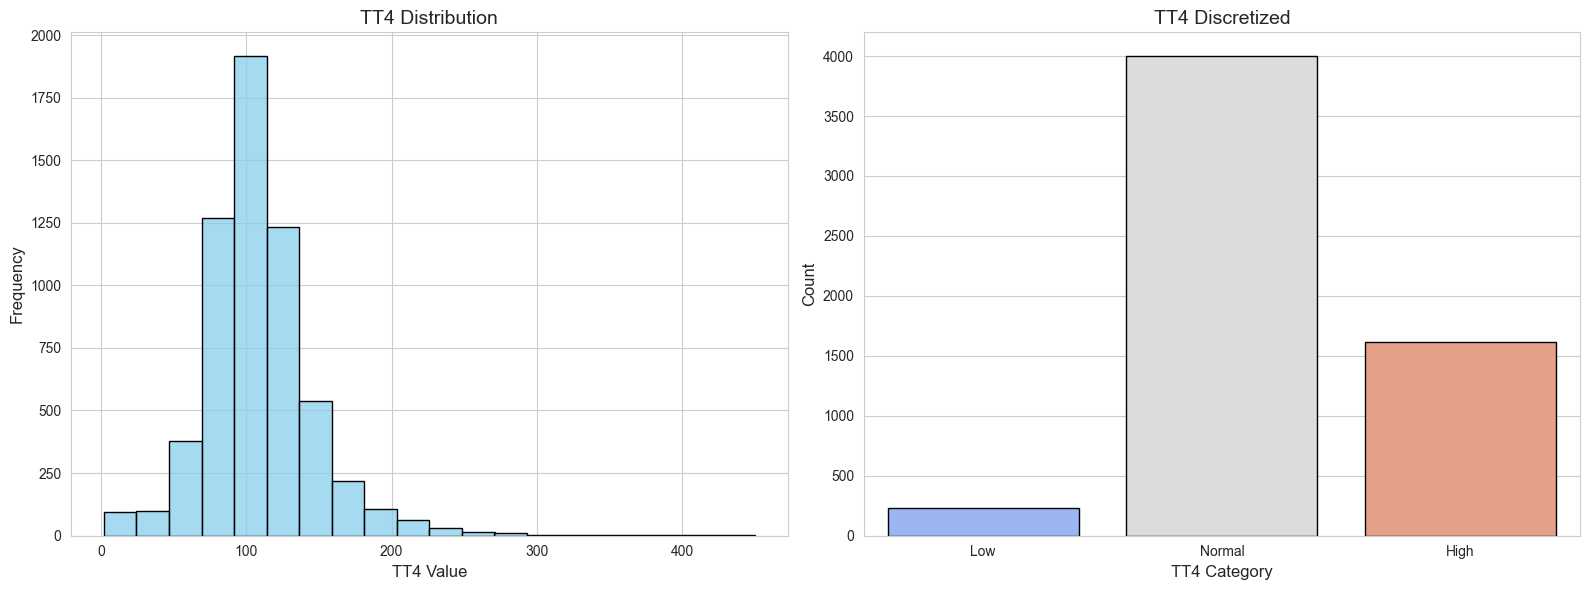 TT4 Distribution
2000
1750
1500
1250
1000
750
500
250
0
Frequency
0 100 200 300 400
TT4 Value
TT4 Discretized
4000
3500
3000
2500
2000
1500
1000
500
0
Count
Low Normal High
TT4 Category